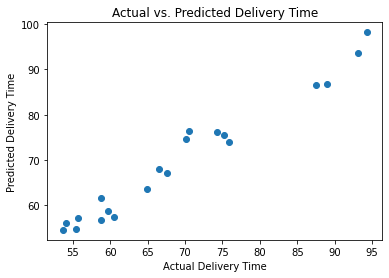 Actual vs. Predicted Delivery Time
100
90
80
70
60
Predicted Delivery Time
55 60 65 70 75 80 85 90 95
Actual Delivery Time